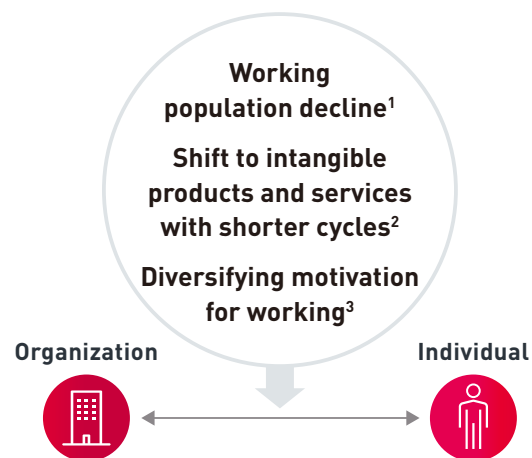 Working
population decline¹
Shift to intangible
products and services
with shorter cycles²
Diversifying motivation
for working³
Organization
Individual